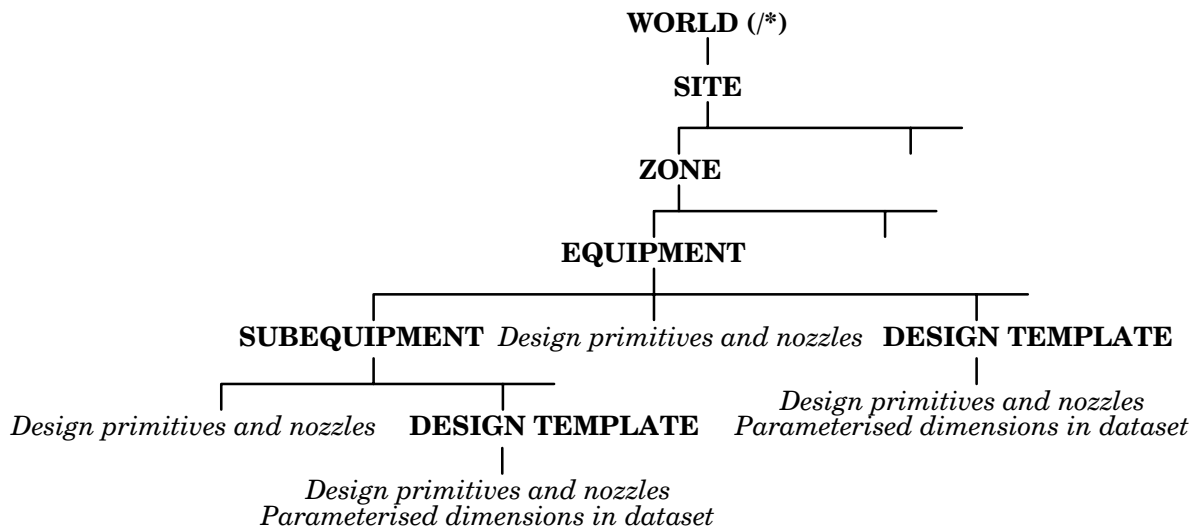 WORLD (/*)
SITE
ZONE
EQUIPMENT
SUBEQUIPMENT Design primitives and nozzles DESIGN TEMPLATE
Design primitives and nozzles
Parameterised dimensions in dataset
Design primitives and nozzles DESIGN TEMPLATE
Design primitives and nozzles
Parameterised dimensions in dataset